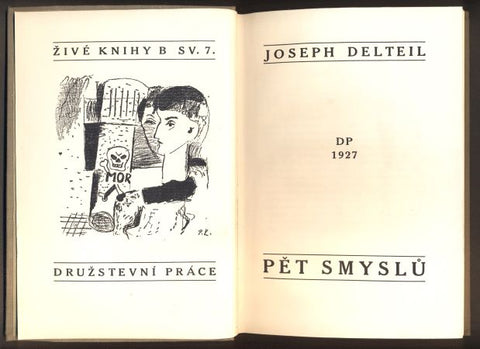 ŽIVÉ KNIHY B SV. 7.
MOR
P.L.
DRUŽSTEVNÍ PRÁCE
JOSEPH DELTEIL
DP
1927
PĚT SMYSLŮ